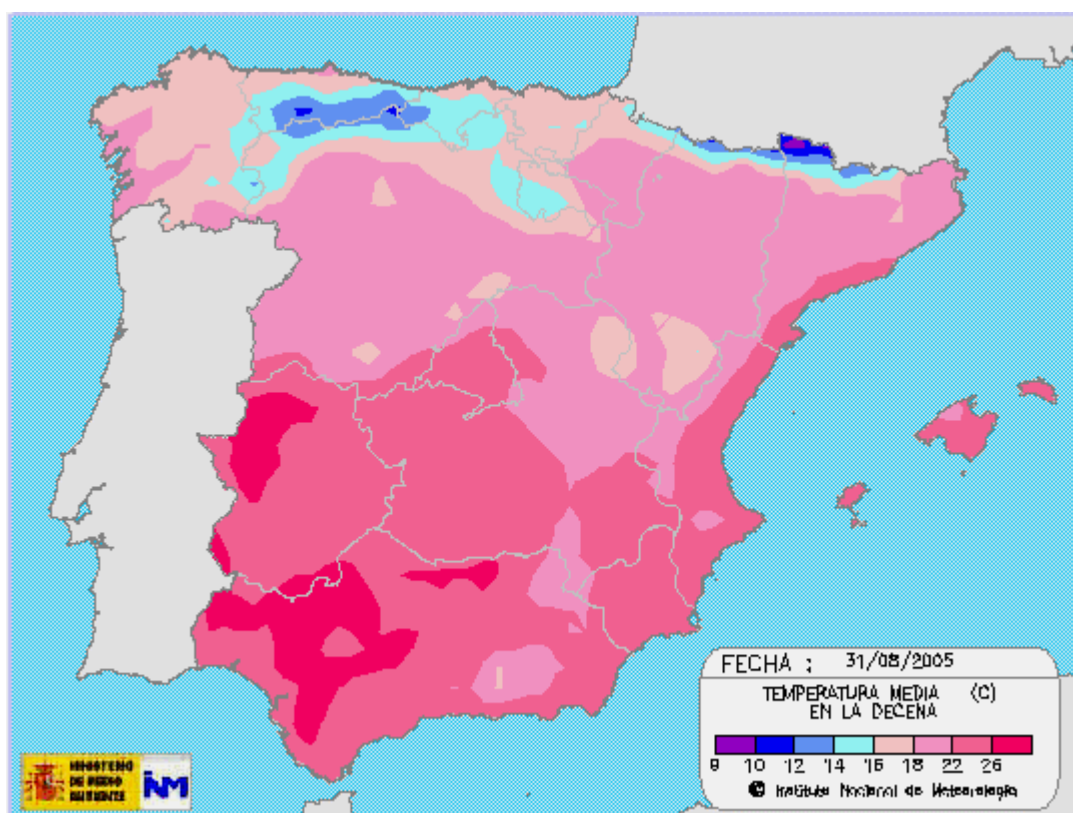 FECHA : 31/08/2005
TEMPERATURA MEDIA (C)
EN LA DECENA
9 10 12 14 16 18 22 26
© Instituto Nacional de Meteorología
MINISTERIO
DE MEDIO
AMBIENTE
INM